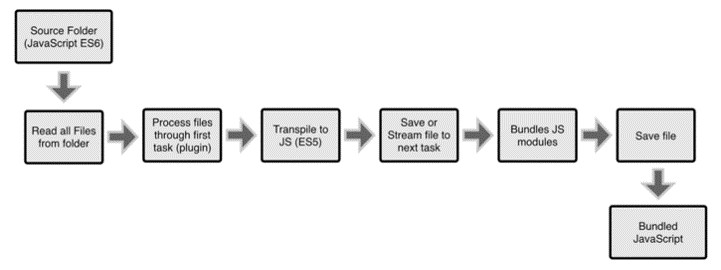 Source Folder
(JavaScript ES6)
Read all Files
from folder
Process files
through first
task (plugin)
Transpile to
JS (ES5)
Save or
Stream file to
next task
Bundles JS
modules
Save file
Bundled
JavaScript